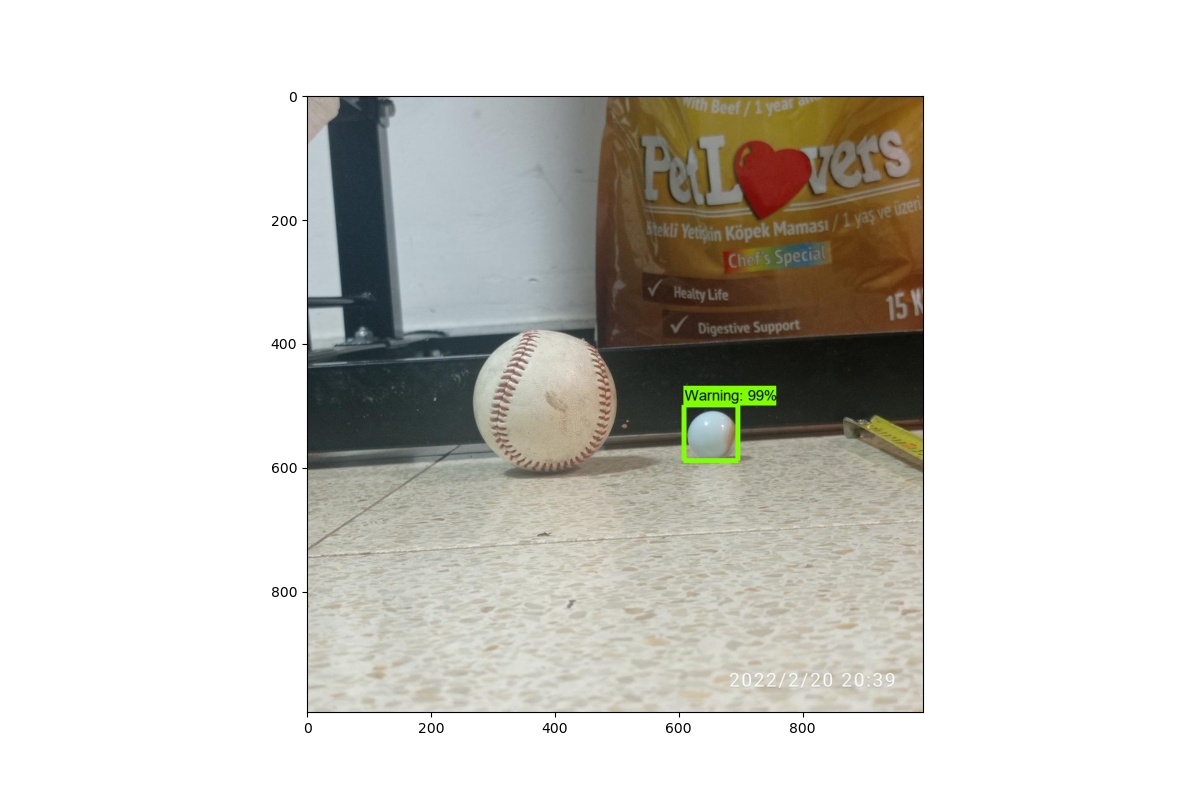 0
200
400
600
800
With Beef / 1 year and
PetLovers
Yetişkin Köpek Maması / 1 yaş ve üzeri
Chef's Special
✓ Healty Life
15
✓ Digestive Support
Warning: 99%
2022/2/20 20:39
0 200 400 600 800